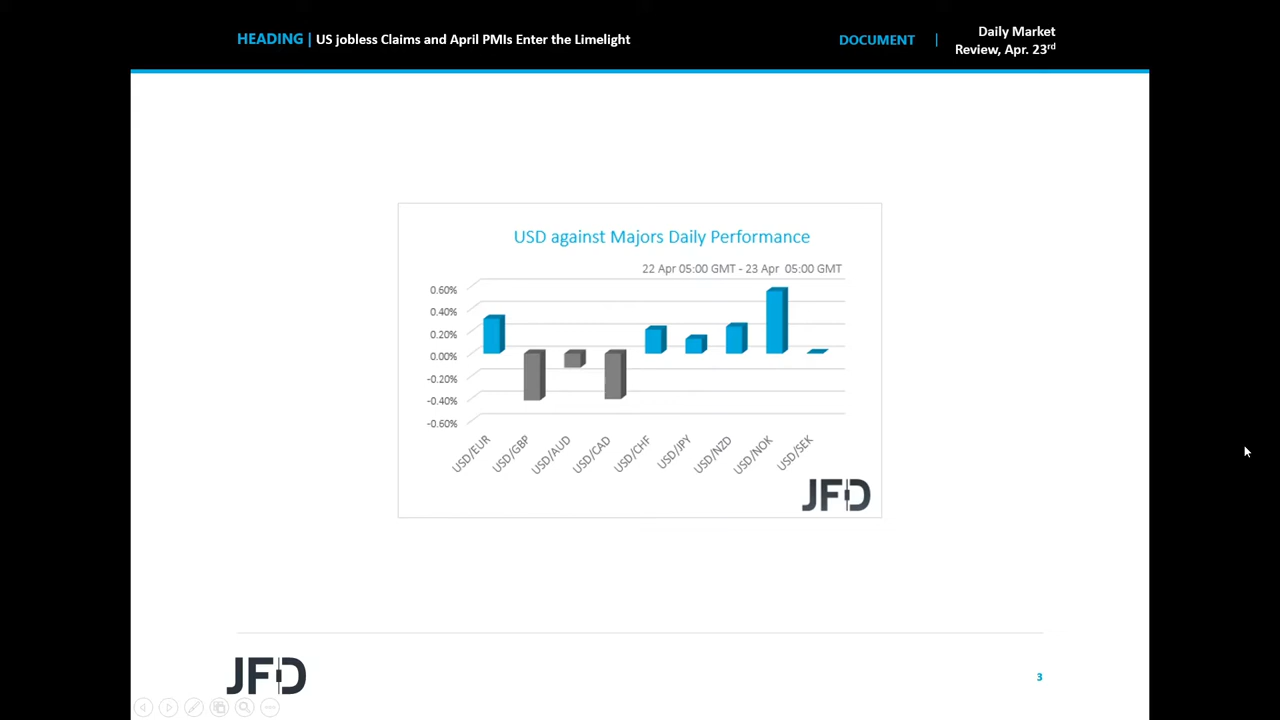 HEADING | US jobless Claims and April PMIs Enter the Limelight
DOCUMENT | Daily Market
Review, Apr. 23rd
USD against Majors Daily Performance
22 Apr 05:00 GMT - 23 Apr 05:00 GMT
0.60%
0.40%
0.20%
0.00%
-0.20%
-0.40%
-0.60%
USD/EUR
USD/GBP
USD/AUD
USD/CAD
USD/CHF
USD/JPY
USD/NZD
USD/NOK
USD/SEK
JFD
JFD
3